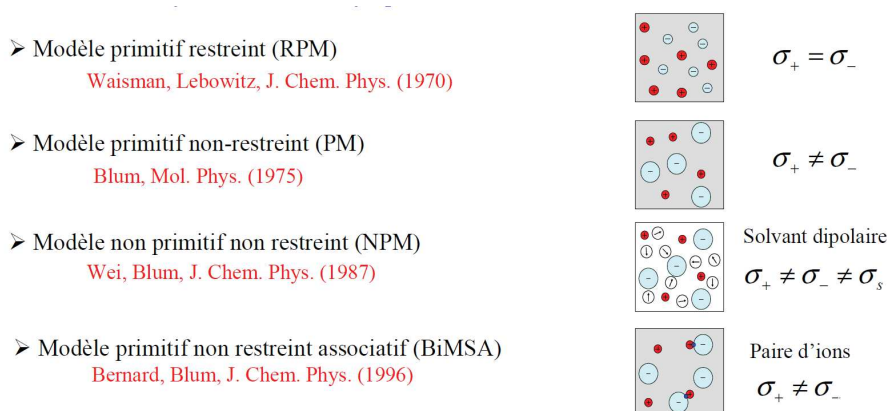 ➤ Modèle primitif restreint (RPM)
Waisman, Lebowitz, J. Chem. Phys. (1970)
σ₊ = σ₋
➤ Modèle primitif non-restreint (PM)
Blum, Mol. Phys. (1975)
σ₊ ≠ σ₋
➤ Modèle non primitif non restreint (NPM)
Wei, Blum, J. Chem. Phys. (1987)
Solvant dipolaire
σ₊ ≠ σ₋ ≠ σₛ
➤ Modèle primitif non restreint associatif (BiMSA)
Bernard, Blum, J. Chem. Phys. (1996)
Paire d’ions
σ₊ ≠ σ₋